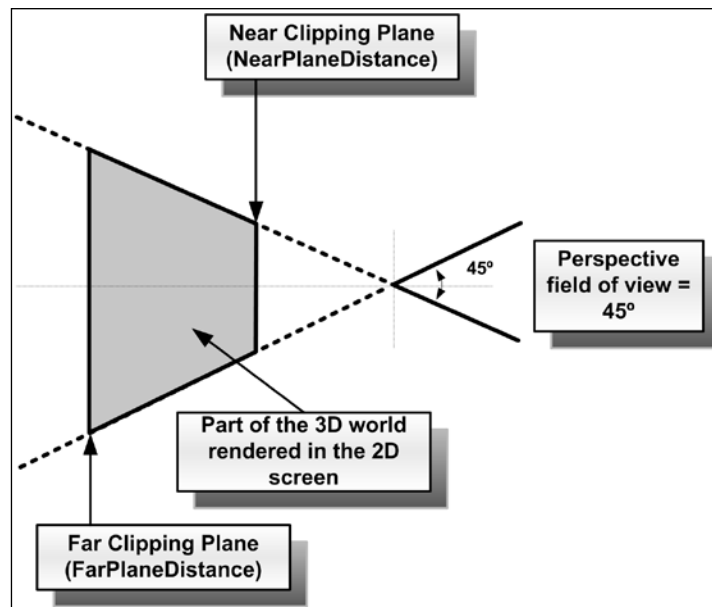 Near Clipping Plane
(NearPlaneDistance)
45º
Perspective
field of view =
45º
Part of the 3D world
rendered in the 2D
screen
Far Clipping Plane
(FarPlaneDistance)